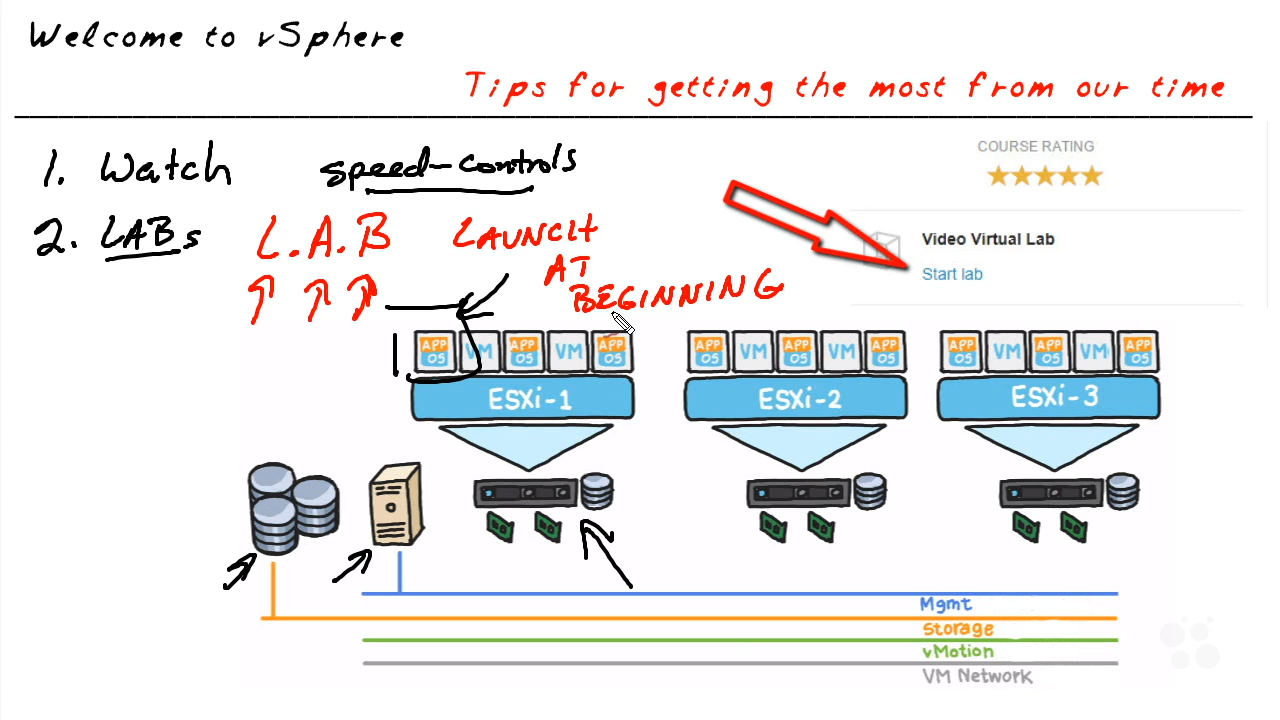 Welcome to vSphere
Tips for getting the most from our time
COURSE RATING
1. Watch speed-controls
2. LABs L.A.B LAUNCH
AT
BEGINNING
Video Virtual Lab
Start lab
APP OS VM APP OS VM APP OS
APP OS VM APP OS VM APP OS
APP OS VM APP OS VM APP OS
ESXi-1
ESXi-2
ESXi-3
Mgmt
Storage
vMotion
VM Network